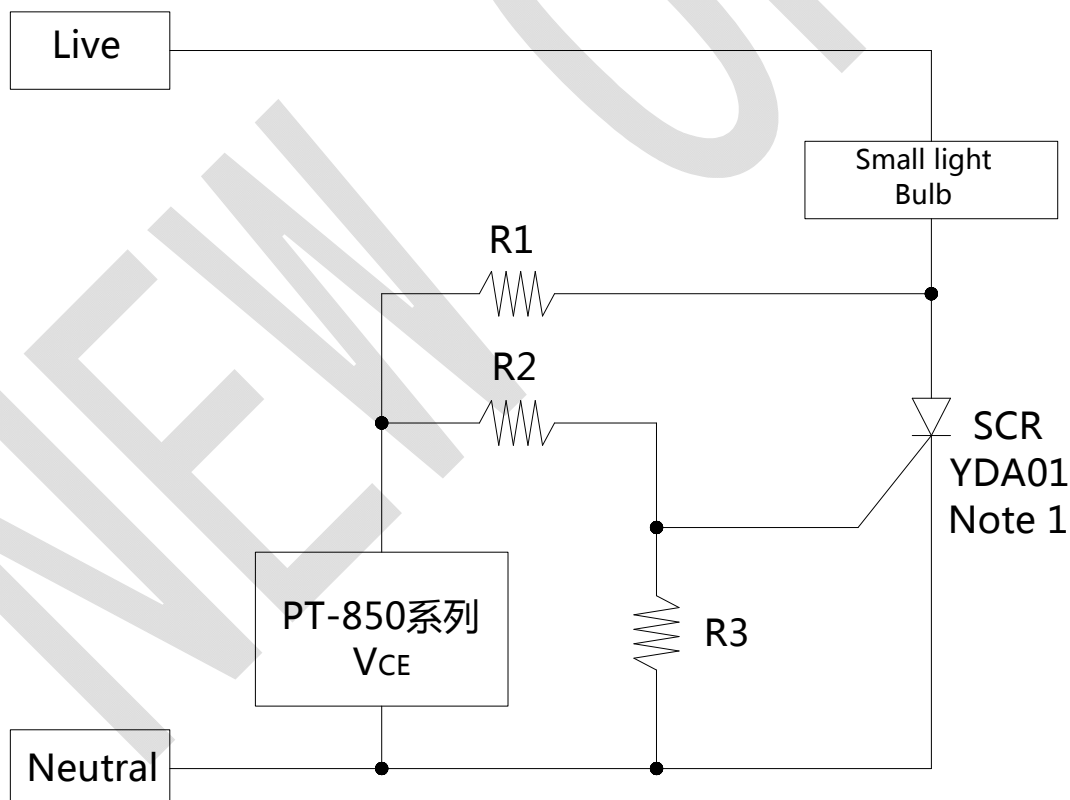 Live
Small light
Bulb
R1
R2
SCR
YDA01
Note 1
PT-850系列
VCE
R3
Neutral
NEW